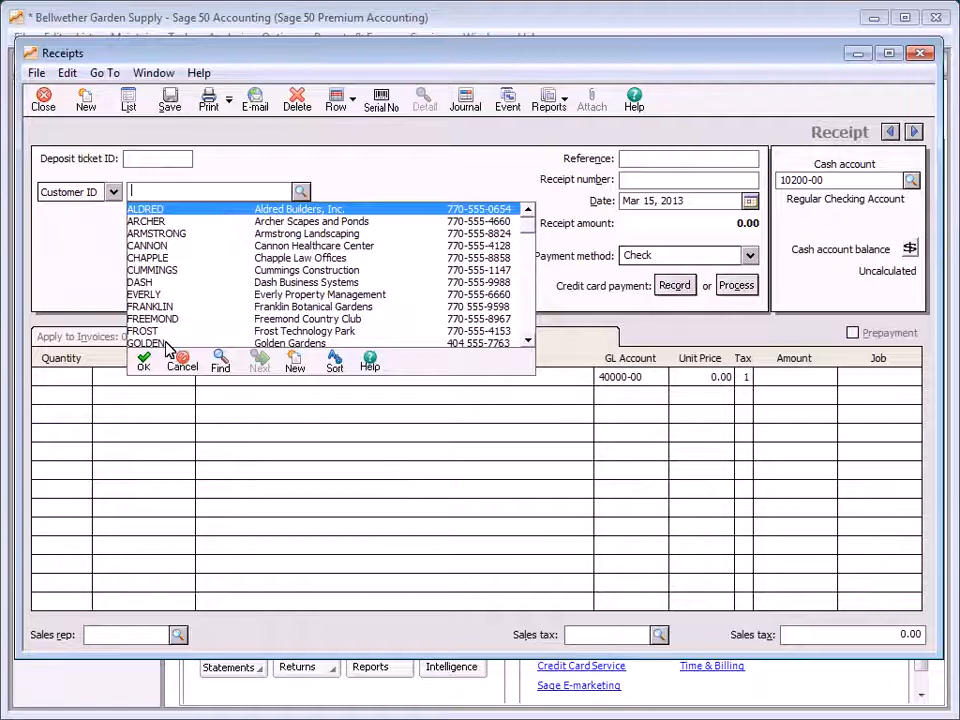 * Bellwether Garden Supply - Sage 50 Accounting (Sage 50 Premium Accounting)
Receipts
File Edit Go To Window Help
Close New List Save Print E-mail Delete Row Serial No Detail Journal Event Reports Attach Help
Receipt
Deposit ticket ID:
Reference:
Cash account
Customer ID
Receipt number:
10200-00
Date: Mar 15, 2013
Regular Checking Account
ALDRED Aldred Builders, Inc. 770-555-0654
ARCHER Archer Scapes and Ponds 770-555-4660
ARMSTRONG Armstrong Landscaping 770-555-8824
CANNON Cannon Healthcare Center 770-555-4128
CHAPPLE Chapple Law Offices 770-555-8858
CUMMINGS Cummings Construction 770-555-1147
DASH Dash Business Systems 770-555-9988
EVERLY Everly Property Management 770-555-6660
FRANKLIN Franklin Botanical Gardens 770 555-9598
FREEMOND Freemond Country Club 770-555-8967
FROST Frost Technology Park 770-555-4153
GOLDEN Golden Gardens 404 555-7763
OK Cancel Find Next New Sort Help
Receipt amount: 0.00
Payment method: Check
Cash account balance
Uncalculated
Credit card payment: Record or Process
Apply to Invoices: 0
Prepayment
Quantity GL Account Unit Price Tax Amount Job
40000-00 0.00 1
Sales rep: Sales tax: Sales tax: 0.00
Statements Returns Reports Intelligence
Credit Card Service Time & Billing
Sage E-marketing